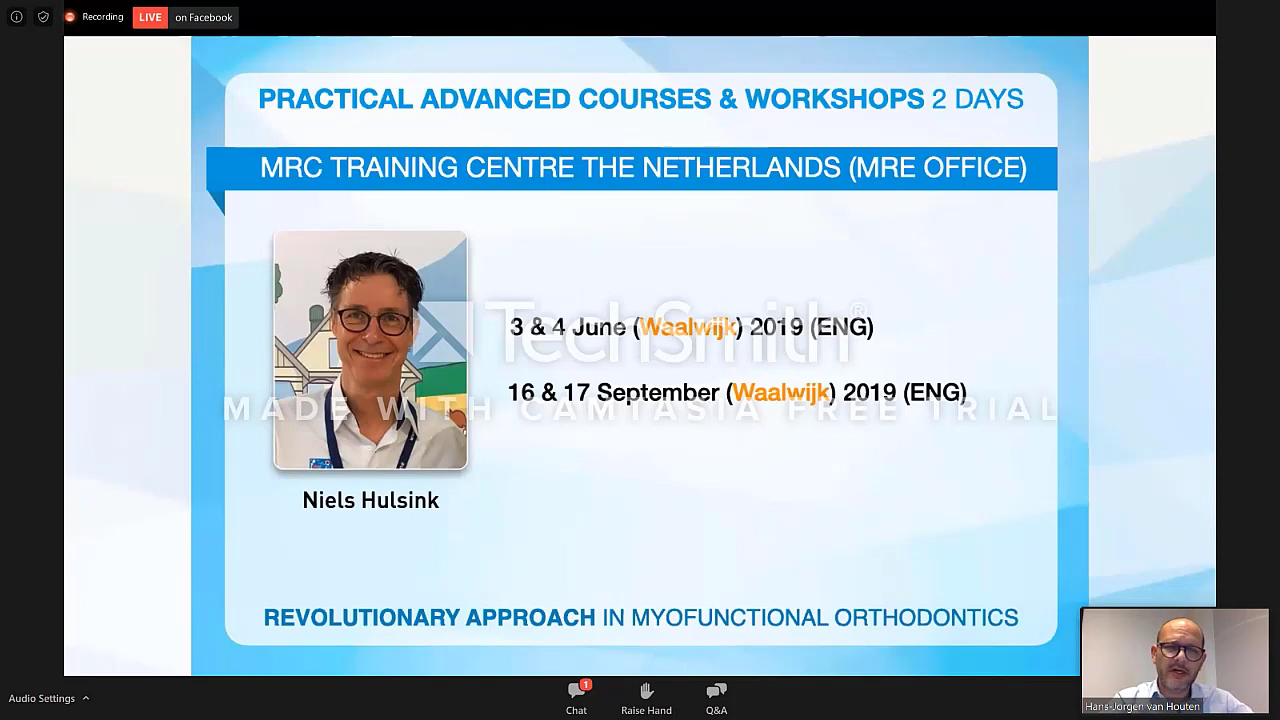 Recording
LIVE on Facebook
PRACTICAL ADVANCED COURSES & WORKSHOPS 2 DAYS
MRC TRAINING CENTRE THE NETHERLANDS (MRE OFFICE)
TechSmith®
3 & 4 June (Waalwijk) 2019 (ENG)
16 & 17 September (Waalwijk) 2019 (ENG)
MADE WITH CAMTASIA FREE TRIAL
Niels Hulsink
REVOLUTIONARY APPROACH IN MYOFUNCTIONAL ORTHODONTICS
Hans-Jorgen van Houten
Audio Settings
1
Chat
Raise Hand
Q&A